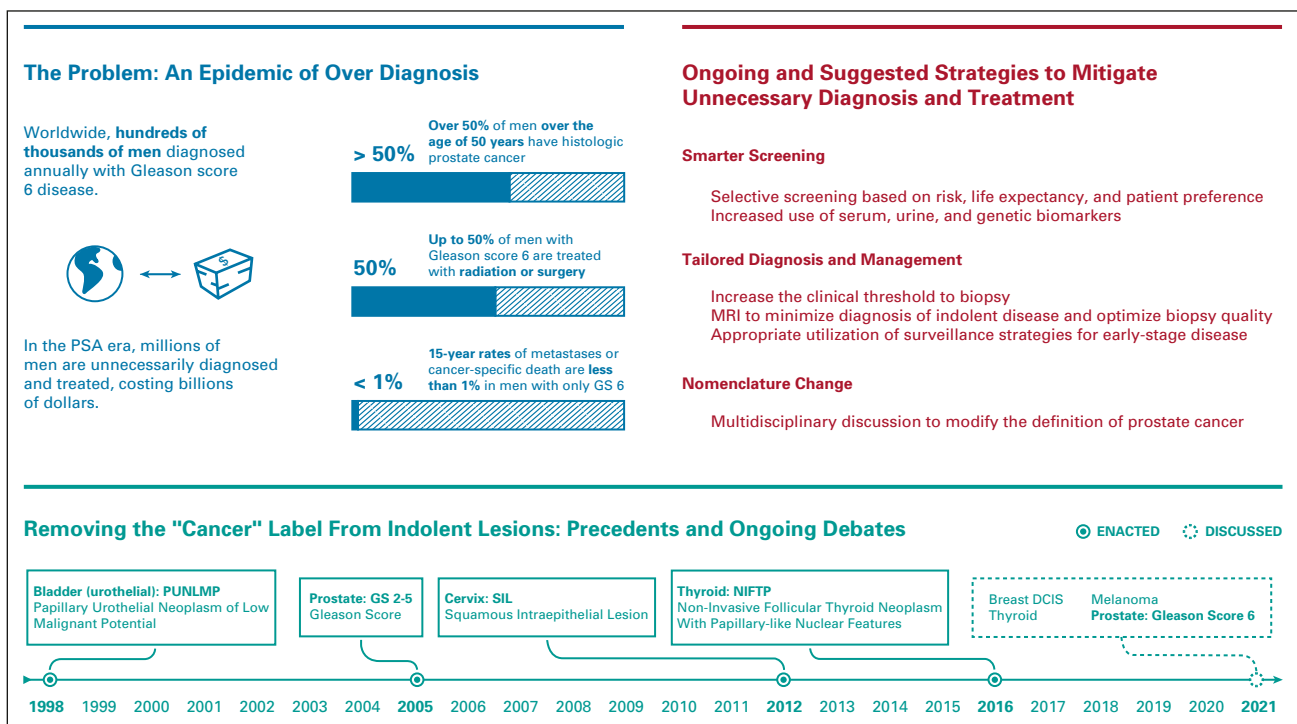 The Problem: An Epidemic of Over Diagnosis
Worldwide, hundreds of
thousands of men diagnosed
annually with Gleason score
6 disease.
$
In the PSA era, millions of
men are unnecessarily diagnosed
and treated, costing billions
of dollars.
> 50%
Over 50% of men over the
age of 50 years have histologic
prostate cancer
50%
Up to 50% of men with
Gleason score 6 are treated
with radiation or surgery
< 1%
15-year rates of metastases or
cancer-specific death are less
than 1% in men with only GS 6
Ongoing and Suggested Strategies to Mitigate
Unnecessary Diagnosis and Treatment
Smarter Screening
Selective screening based on risk, life expectancy, and patient preference
Increased use of serum, urine, and genetic biomarkers
Tailored Diagnosis and Management
Increase the clinical threshold to biopsy
MRI to minimize diagnosis of indolent disease and optimize biopsy quality
Appropriate utilization of surveillance strategies for early-stage disease
Nomenclature Change
Multidisciplinary discussion to modify the definition of prostate cancer
Removing the "Cancer" Label From Indolent Lesions: Precedents and Ongoing Debates
ENACTED
DISCUSSED
Bladder (urothelial): PUNLMP
Papillary Urothelial Neoplasm of Low
Malignant Potential
Prostate: GS 2-5
Gleason Score
Cervix: SIL
Squamous Intraepithelial Lesion
Thyroid: NIFTP
Non-Invasive Follicular Thyroid Neoplasm
With Papillary-like Nuclear Features
Breast DCIS
Thyroid
Melanoma
Prostate: Gleason Score 6
1998 1999 2000 2001 2002 2003 2004 2005 2006 2007 2008 2009 2010 2011 2012 2013 2014 2015 2016 2017 2018 2019 2020 2021